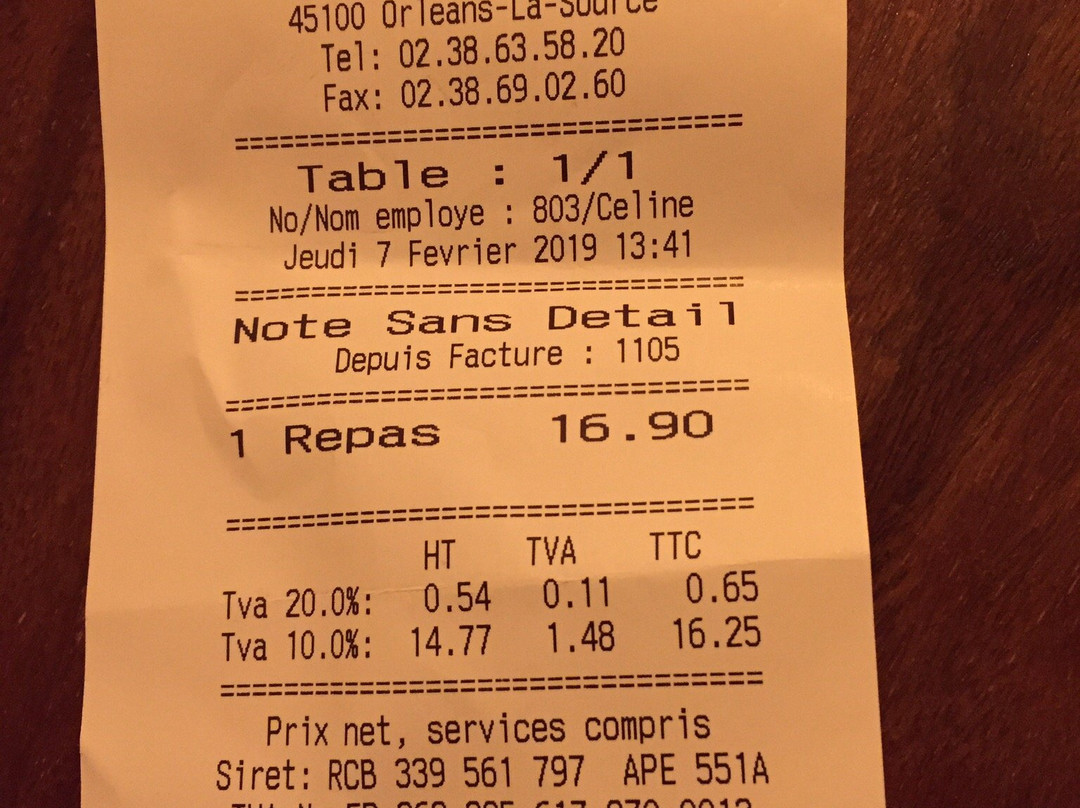 45100 Orleans-La-Source
Tel: 02.38.63.58.20
Fax: 02.38.69.02.60
==================================
Table : 1/1
No/Nom employe : 803/Celine
Jeudi 7 Fevrier 2019 13:41
==================================
Note Sans Detail
Depuis Facture : 1105
==================================
1 Repas 16.90
==================================
HT TVA TTC
Tva 20.0%: 0.54 0.11 0.65
Tva 10.0%: 14.77 1.48 16.25
==================================
Prix net, services compris
Siret: RCB 339 561 797 APE 551A